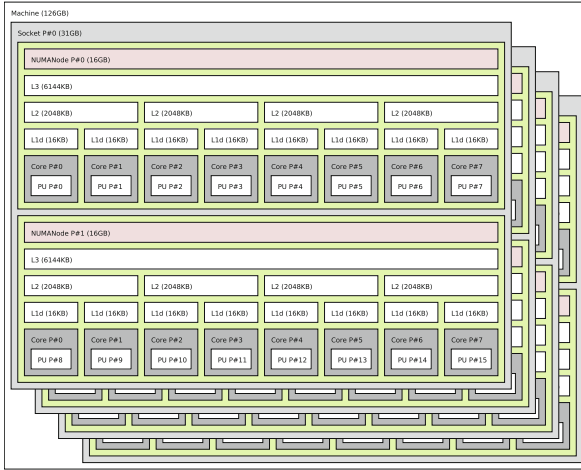 Machine (126GB)
Socket P#0 (31GB)
NUMANode P#0 (16GB)
L3 (6144KB)
L2 (2048KB) L2 (2048KB) L2 (2048KB) L2 (2048KB)
L1d (16KB) L1d (16KB) L1d (16KB) L1d (16KB) L1d (16KB) L1d (16KB) L1d (16KB) L1d (16KB)
Core P#0 Core P#1 Core P#2 Core P#3 Core P#4 Core P#5 Core P#6 Core P#7
PU P#0 PU P#1 PU P#2 PU P#3 PU P#4 PU P#5 PU P#6 PU P#7
NUMANode P#1 (16GB)
L3 (6144KB)
L2 (2048KB) L2 (2048KB) L2 (2048KB) L2 (2048KB)
L1d (16KB) L1d (16KB) L1d (16KB) L1d (16KB) L1d (16KB) L1d (16KB) L1d (16KB) L1d (16KB)
Core P#0 Core P#1 Core P#2 Core P#3 Core P#4 Core P#5 Core P#6 Core P#7
PU P#8 PU P#9 PU P#10 PU P#11 PU P#12 PU P#13 PU P#14 PU P#15